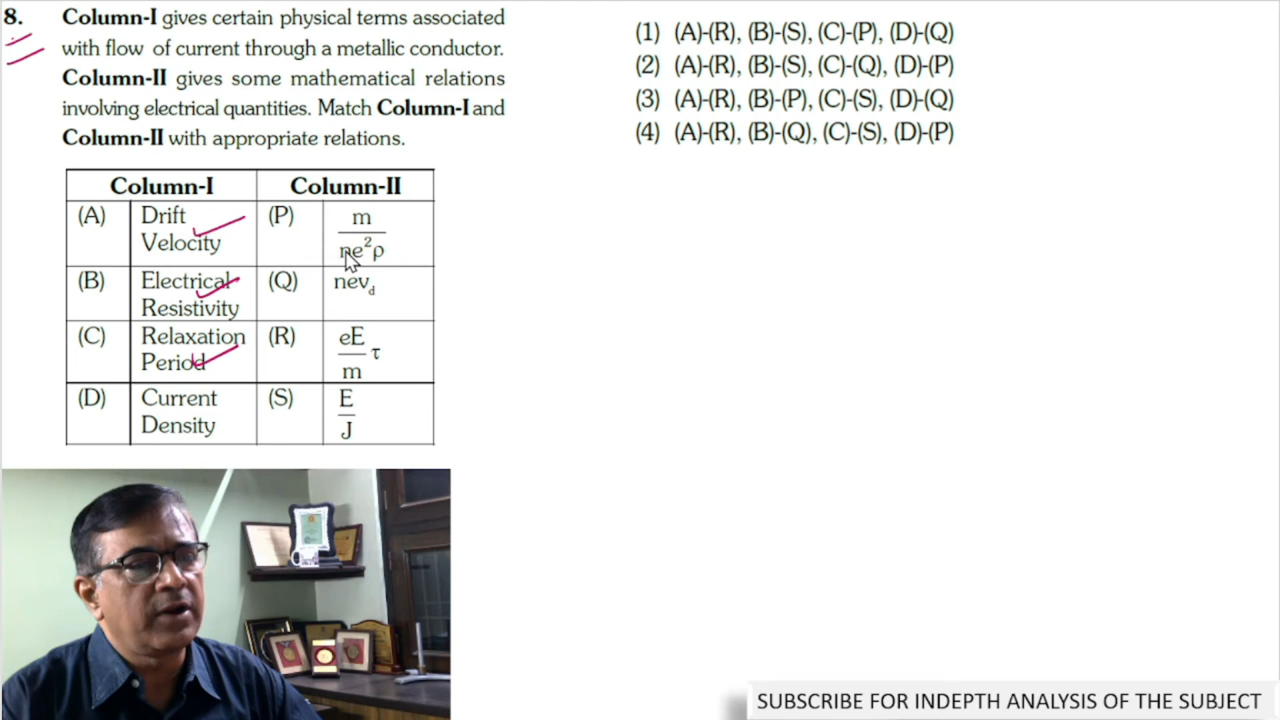 8. Column-I gives certain physical terms associated
with flow of current through a metallic conductor.
Column-II gives some mathematical relations
involving electrical quantities. Match Column-I and
Column-II with appropriate relations.
Column-I Column-II
(A) Drift Velocity (P) m / ne²ρ
(B) Electrical Resistivity (Q) nev_d
(C) Relaxation Period (R) eE / m τ
(D) Current Density (S) E / J
(1) (A)-(R), (B)-(S), (C)-(P), (D)-(Q)
(2) (A)-(R), (B)-(S), (C)-(Q), (D)-(P)
(3) (A)-(R), (B)-(P), (C)-(S), (D)-(Q)
(4) (A)-(R), (B)-(Q), (C)-(S), (D)-(P)
SUBSCRIBE FOR INDEPTH ANALYSIS OF THE SUBJECT